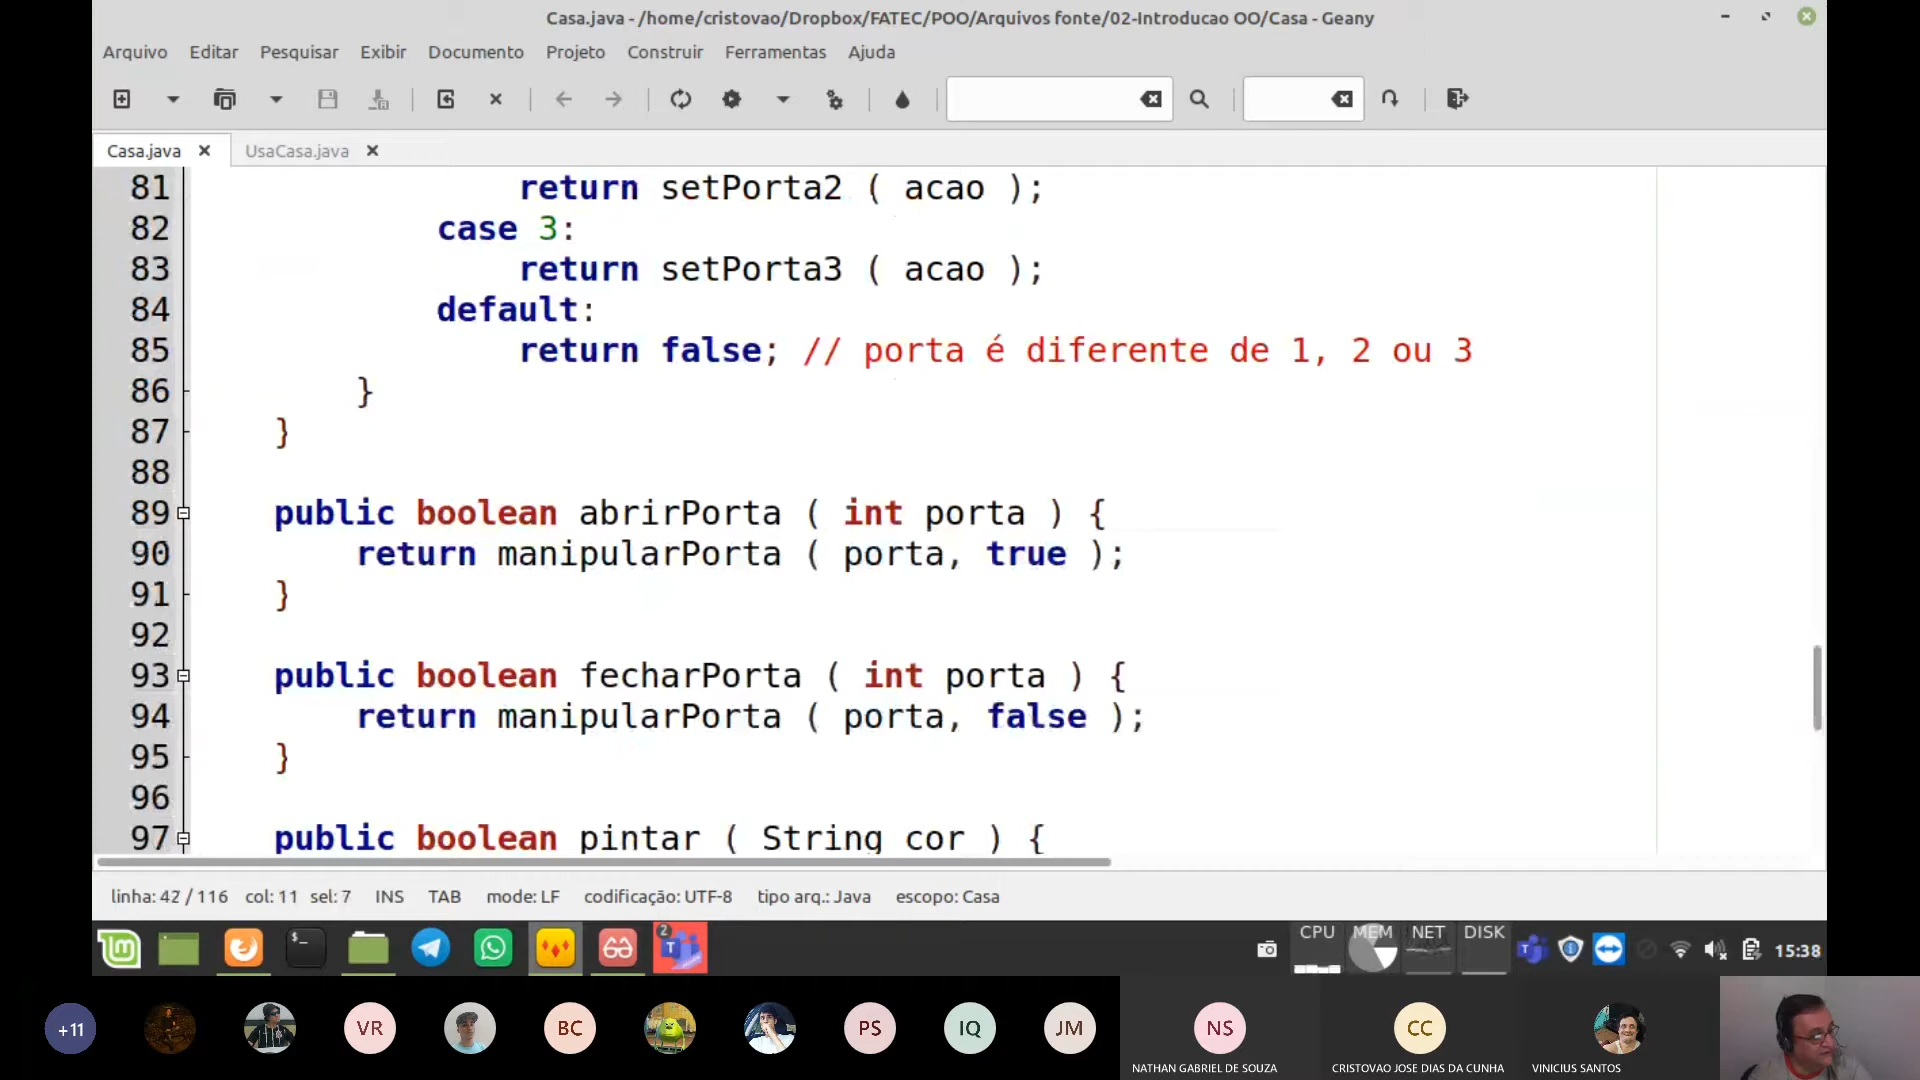 Casa.java - /home/cristovao/Dropbox/FATEC/POO/Arquivos fonte/02-Introducao OO/Casa - Geany
Arquivo Editar Pesquisar Exibir Documento Projeto Construir Ferramentas Ajuda
Casa.java UsaCasa.java
81 return setPorta2 ( acao );
82 case 3:
83 return setPorta3 ( acao );
84 default:
85 return false; // porta é diferente de 1, 2 ou 3
86 }
87 }
88
89 public boolean abrirPorta ( int porta ) {
90 return manipularPorta ( porta, true );
91 }
92
93 public boolean fecharPorta ( int porta ) {
94 return manipularPorta ( porta, false );
95 }
96
97 public boolean pintar ( String cor ) {
linha: 42 / 116 col: 11 sel: 7 INS TAB mode: LF codificação: UTF-8 tipo arq.: Java escopo: Casa
2
CPU MEM NET DISK 15:38
+11 VR BC PS IQ JM NS CC
NATHAN GABRIEL DE SOUZA CRISTOVAO JOSE DIAS DA CUNHA VINICIUS SANTOS